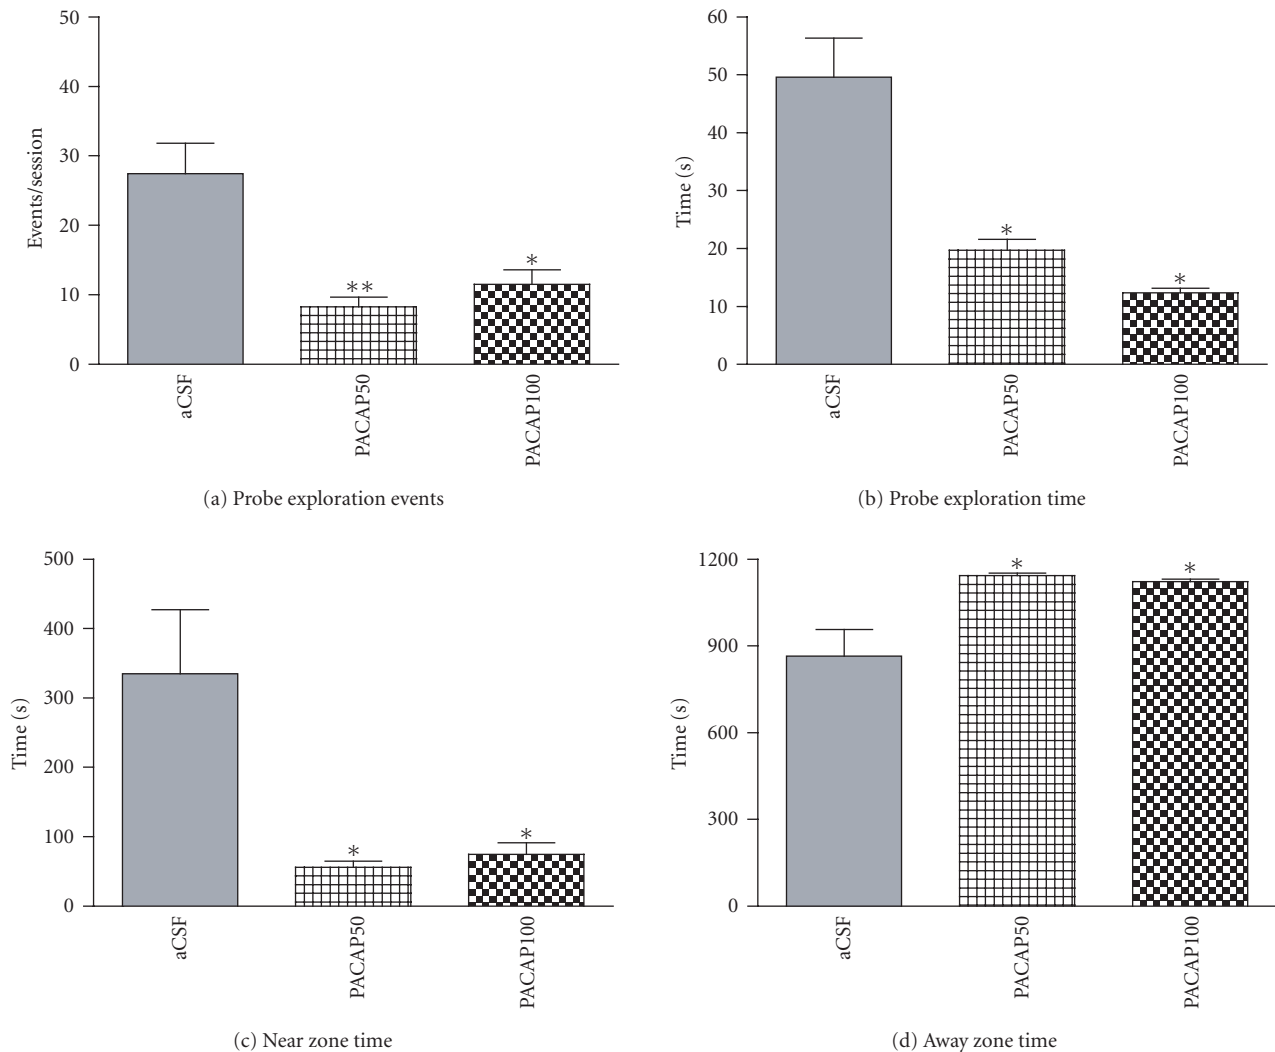 50
40
30
20
10
0
Events/session
**
*
aCSF
PACAP50
PACAP100
(a) Probe exploration events
60
50
40
30
20
10
0
Time (s)
*
*
aCSF
PACAP50
PACAP100
(b) Probe exploration time
500
400
300
200
100
0
Time (s)
*
*
aCSF
PACAP50
PACAP100
(c) Near zone time
1200
900
600
300
0
Time (s)
*
*
aCSF
PACAP50
PACAP100
(d) Away zone time